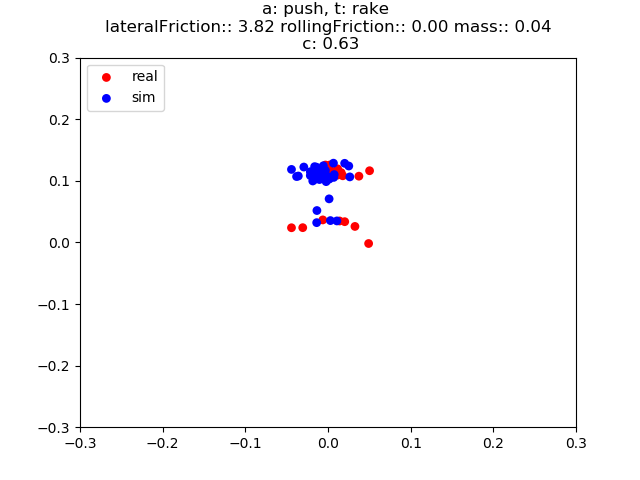 a: push, t: rake
lateralFriction:: 3.82 rollingFriction:: 0.00 mass:: 0.04
c: 0.63
real
sim
0.3
0.2
0.1
0.0
−0.1
−0.2
−0.3
−0.3 −0.2 −0.1 0.0 0.1 0.2 0.3